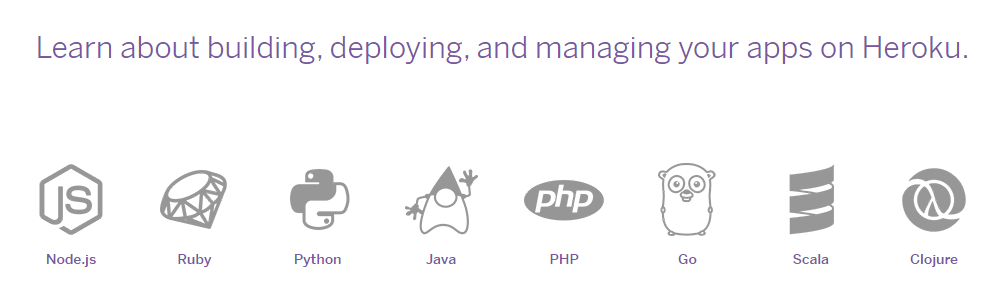 Learn about building, deploying, and managing your apps on Heroku.
JS
php
Node.js
Ruby
Python
Java
PHP
Go
Scala
Clojure